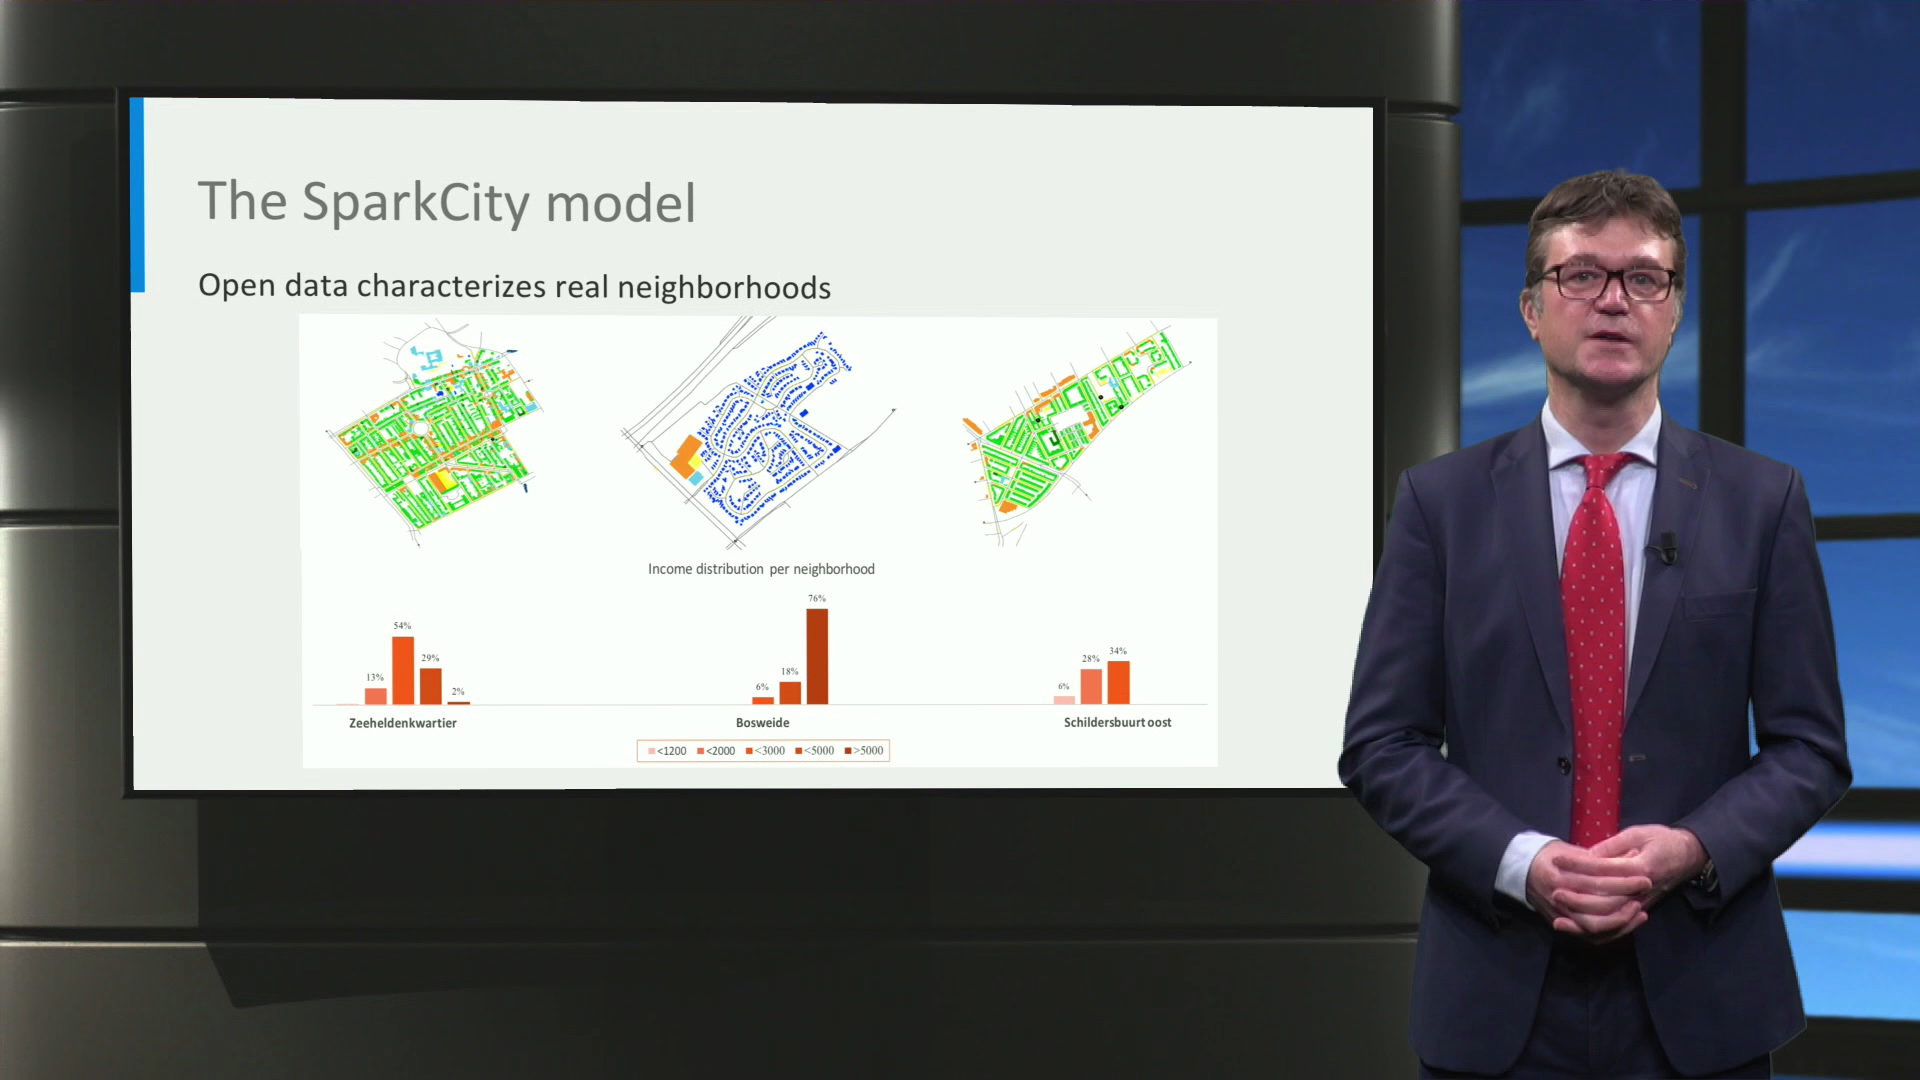 The SparkCity model
Open data characterizes real neighborhoods
Income distribution per neighborhood
13%
54%
29%
2%
6%
18%
76%
6%
28%
34%
Zeeheldenkwartier
Bosweide
Schildersbuurt oost
<1200 <2000 <3000 <5000 >5000